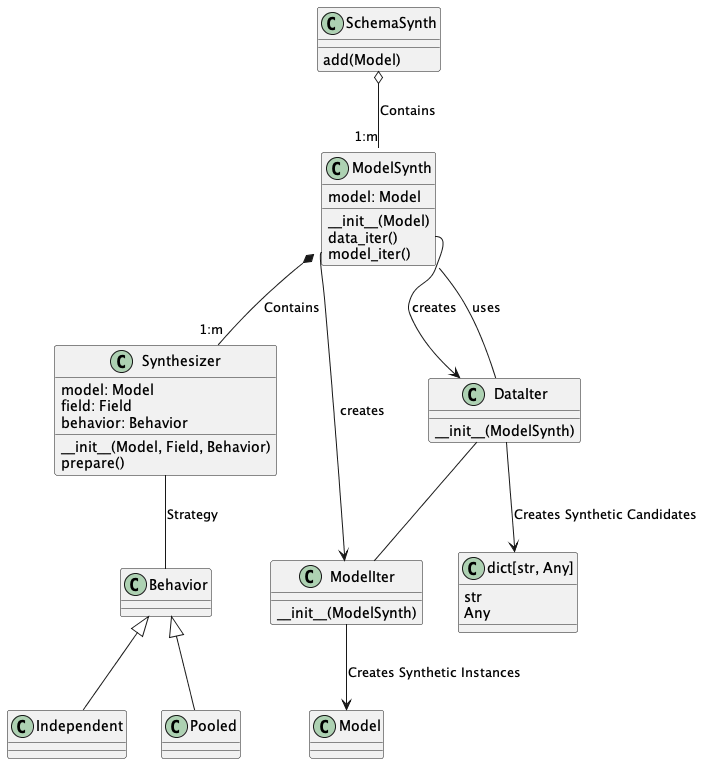 C SchemaSynth
add(Model)
Contains
1:m
C ModelSynth
model: Model
__init__(Model)
data_iter()
model_iter()
Contains
creates
uses
1:m
C Synthesizer
model: Model
field: Field
behavior: Behavior
__init__(Model, Field, Behavior)
prepare()
creates
C DataIter
__init__(ModelSynth)
Strategy
Creates Synthetic Candidates
C Behavior
C ModelIter
__init__(ModelSynth)
C dict[str, Any]
str
Any
Creates Synthetic Instances
C Independent
C Pooled
C Model